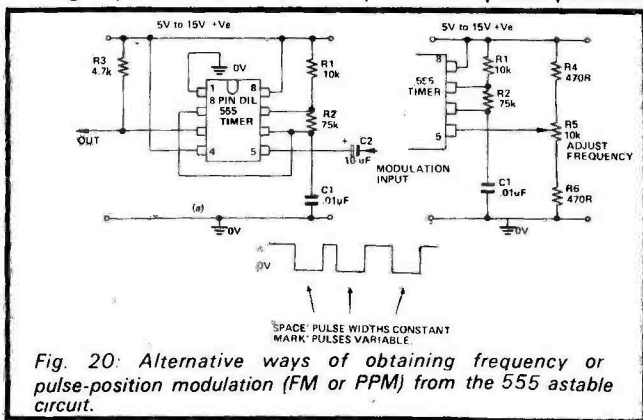 5V to 15V +Ve
R3
4.7k
0V
R1
10k
1
8
8 PIN DIL
555
TIMER
R2
75k
OUT
4
5
+
C2
10uF
MODULATION
INPUT
C1
.01µF
(a)
0V
5V to 15V +Ve
8
555
TIMER
R1
10k
R2
75k
5
R4
470R
R5
10k
ADJUST
FREQUENCY
C1
.01µF
R6
470R
0V
0V
'SPACE' PULSE WIDTHS CONSTANT
MARK' PULSES VARIABLE.
Fig. 20: Alternative ways of obtaining frequency or
pulse-position modulation (FM or PPM) from the 555 astable
circuit.